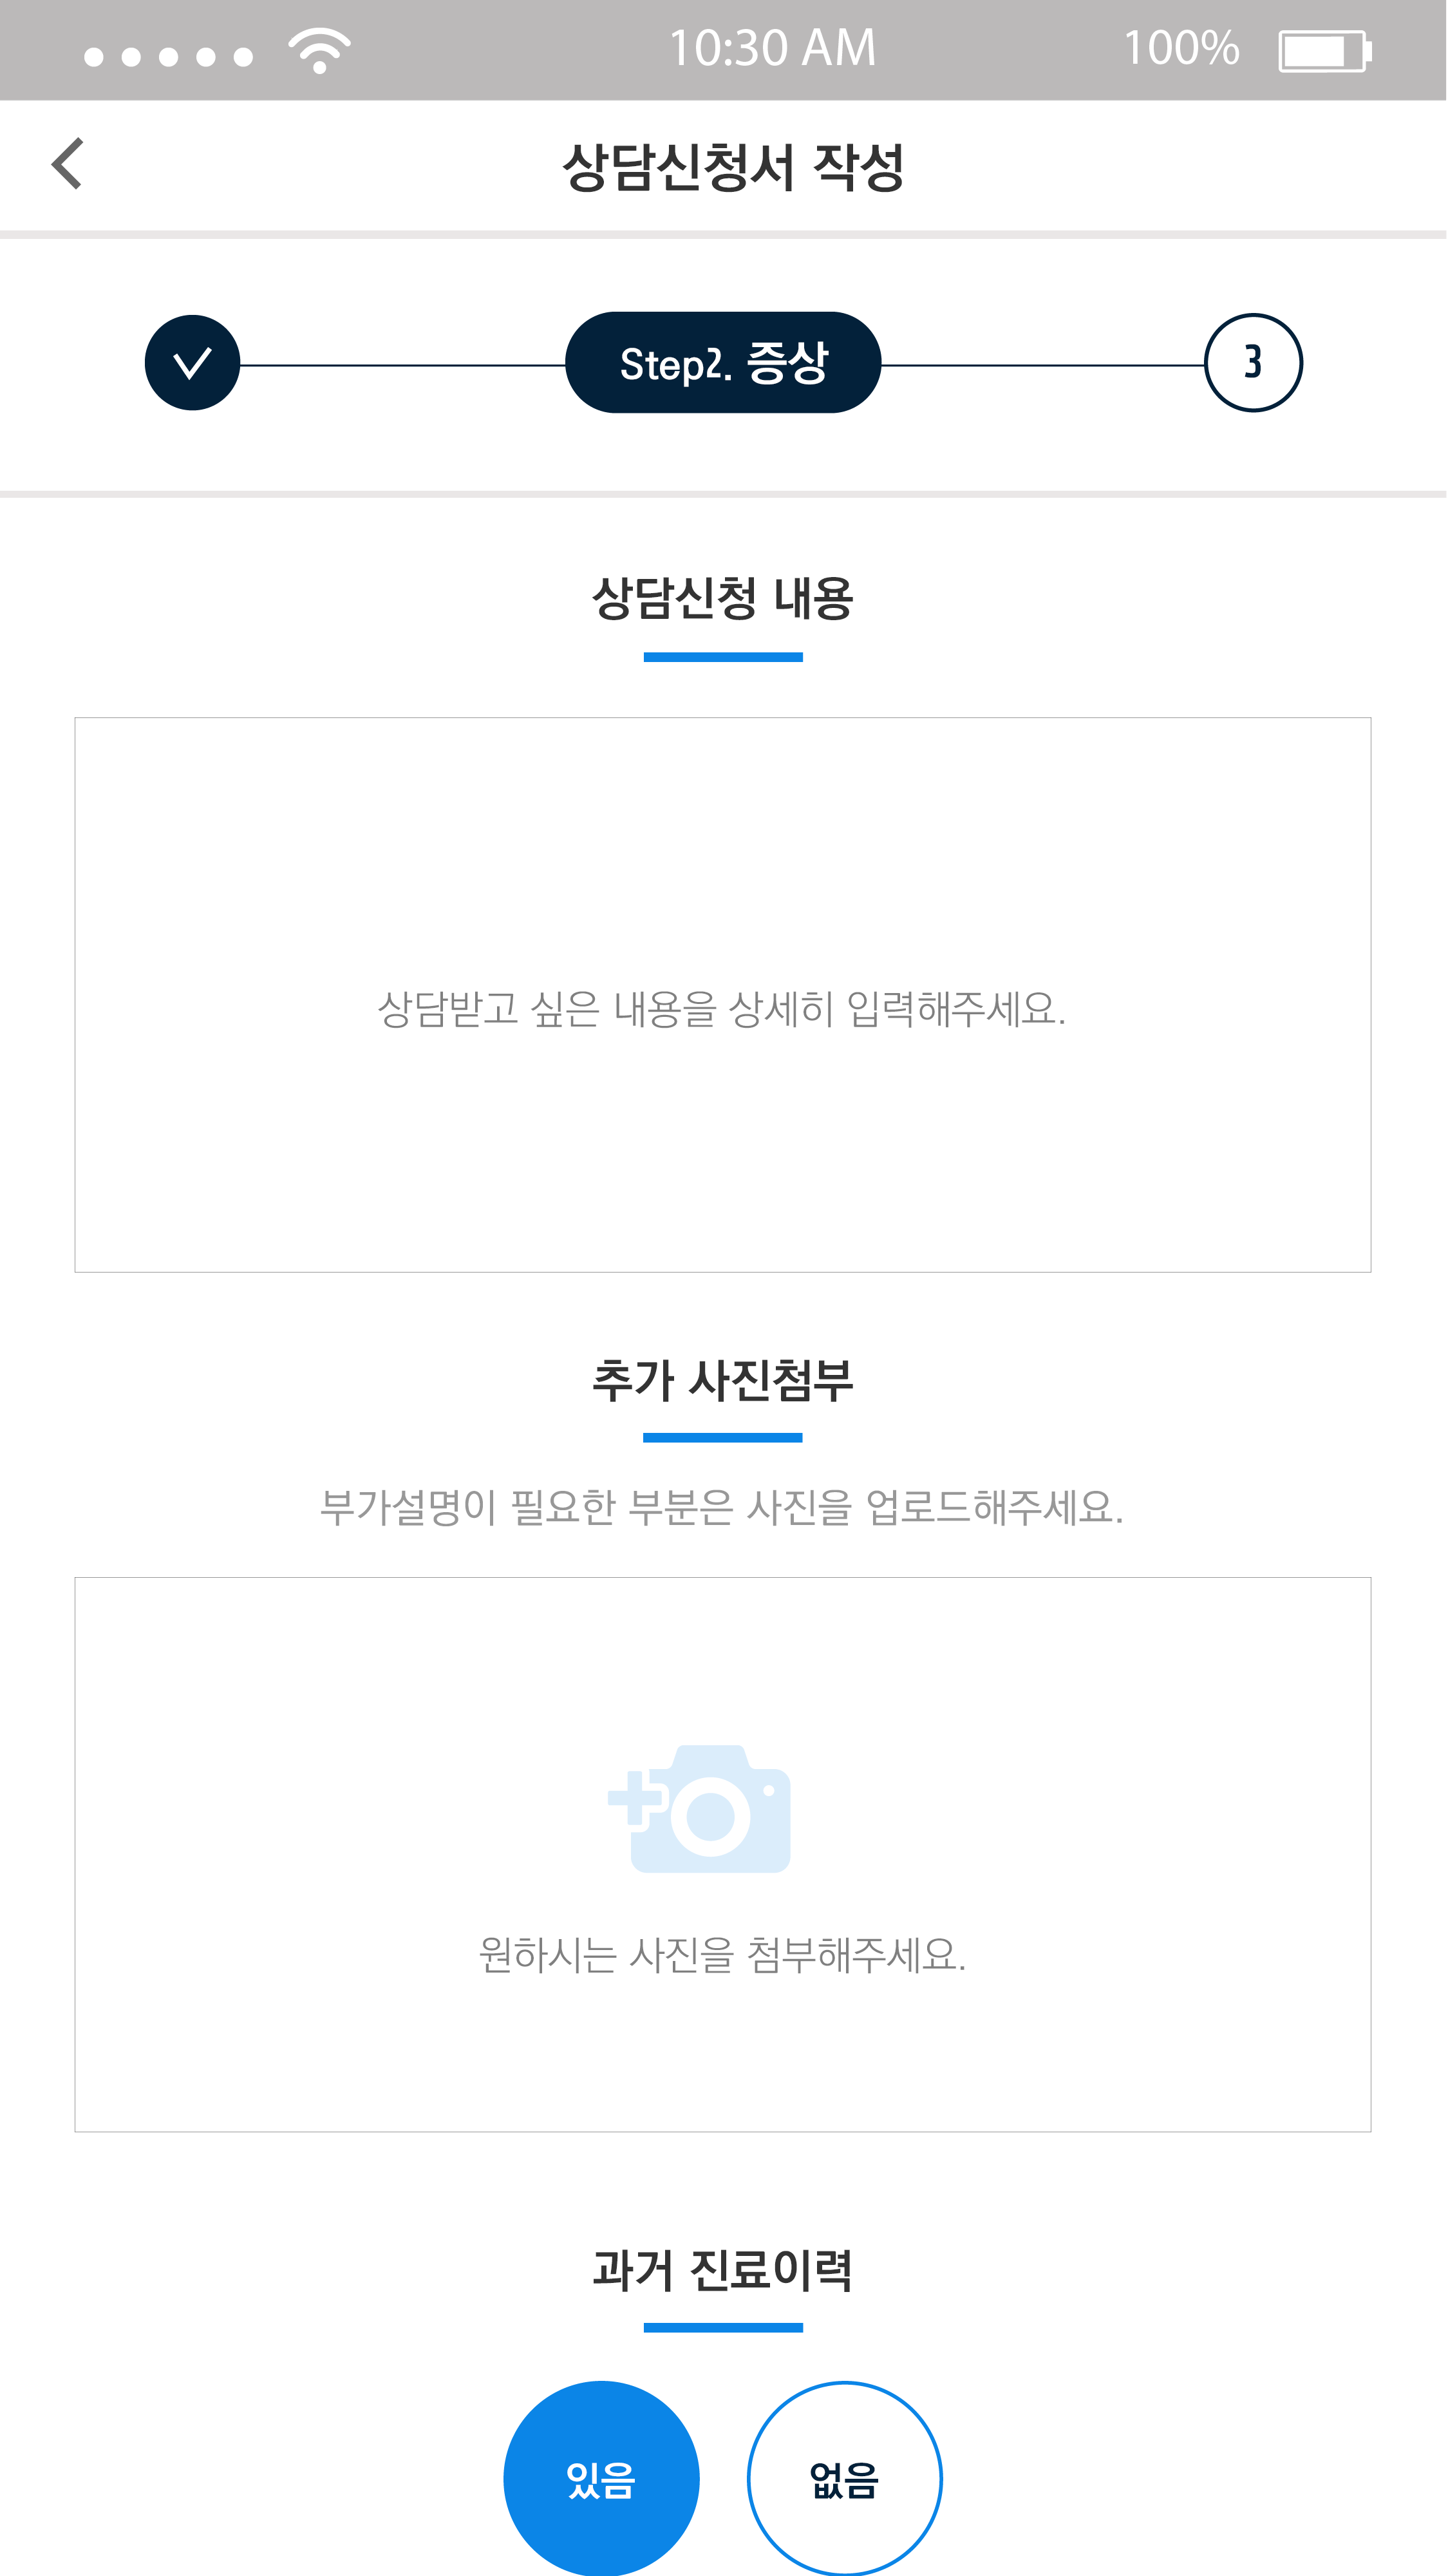 10:30 AM 100%
상담신청서 작성
Step2. 증상 3
상담신청 내용
상담받고 싶은 내용을 상세히 입력해주세요.
추가 사진첨부
부가설명이 필요한 부분은 사진을 업로드해주세요.
원하시는 사진을 첨부해주세요.
과거 진료이력
있음 없음